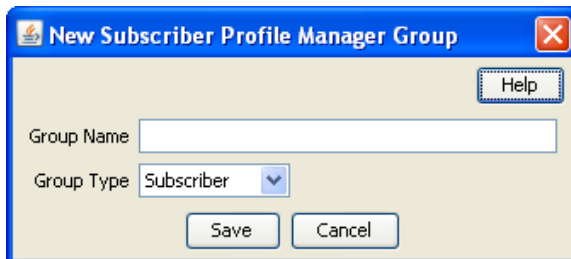 New Subscriber Profile Manager Group
Help
Group Name
Group Type Subscriber
Save Cancel